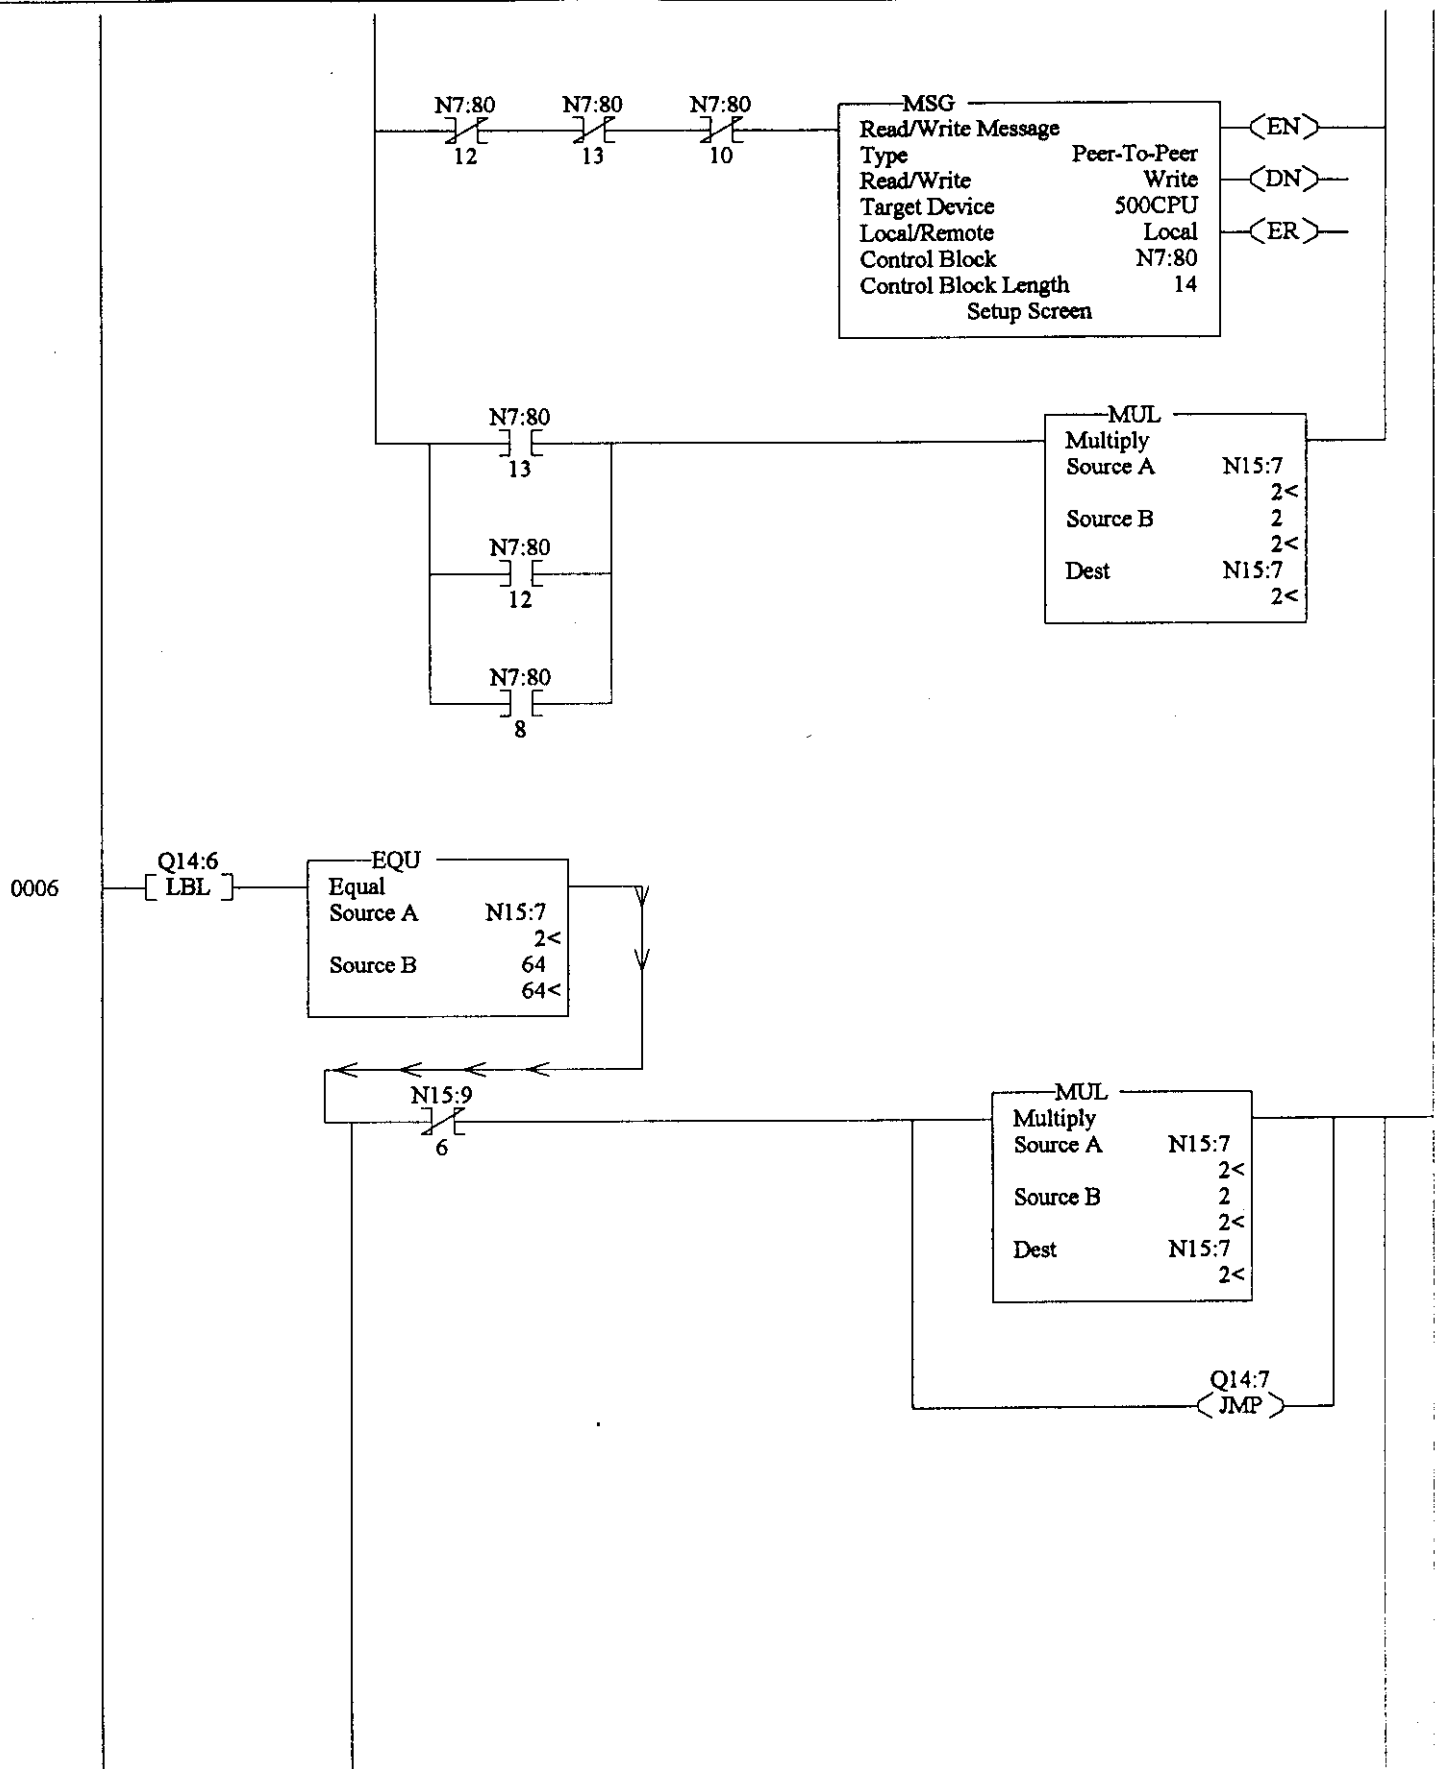 N7:80 N7:80 N7:80
12 13 10
MSG
Read/Write Message
Type Peer-To-Peer
Read/Write Write
Target Device 500CPU
Local/Remote Local
Control Block N7:80
Control Block Length 14
Setup Screen
EN
DN
ER
N7:80
13
N7:80
12
N7:80
8
MUL
Multiply
Source A N15:7
2<
Source B 2
2<
Dest N15:7
2<
0006
Q14:6
LBL
EQU
Equal
Source A N15:7
2<
Source B 64
64<
N15:9
6
MUL
Multiply
Source A N15:7
2<
Source B 2
2<
Dest N15:7
2<
Q14:7
JMP